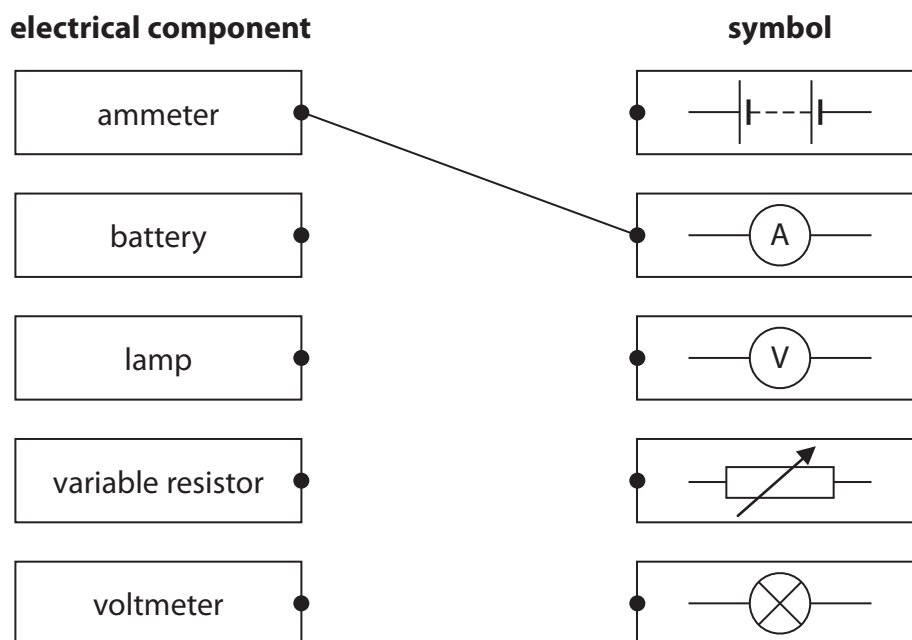 electrical component symbol
ammeter
battery A
lamp V
variable resistor
voltmeter